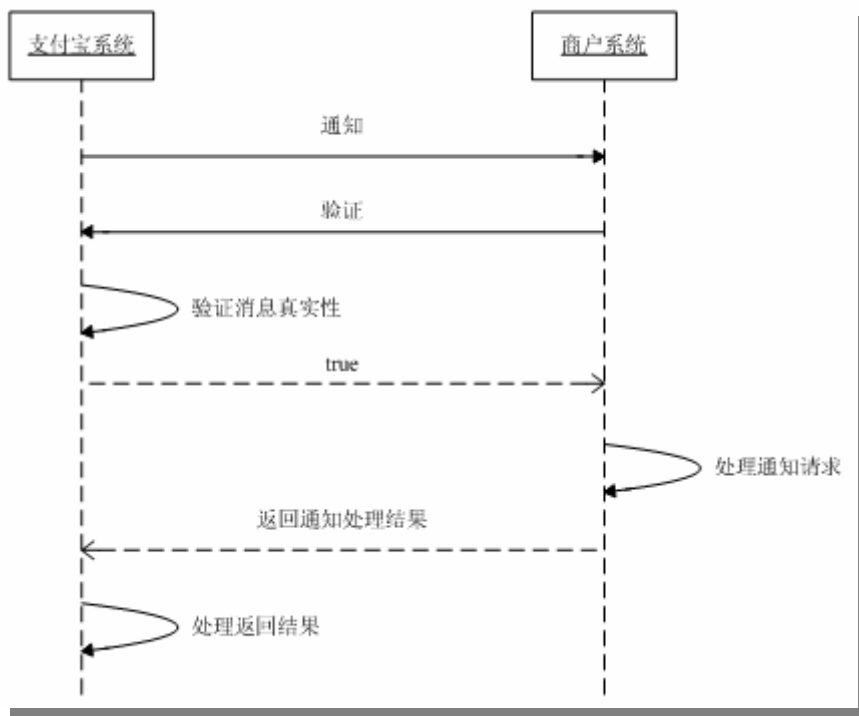 支付宝系统
商户系统
通知
验证
验证消息真实性
true
处理通知请求
返回通知处理结果
处理返回结果